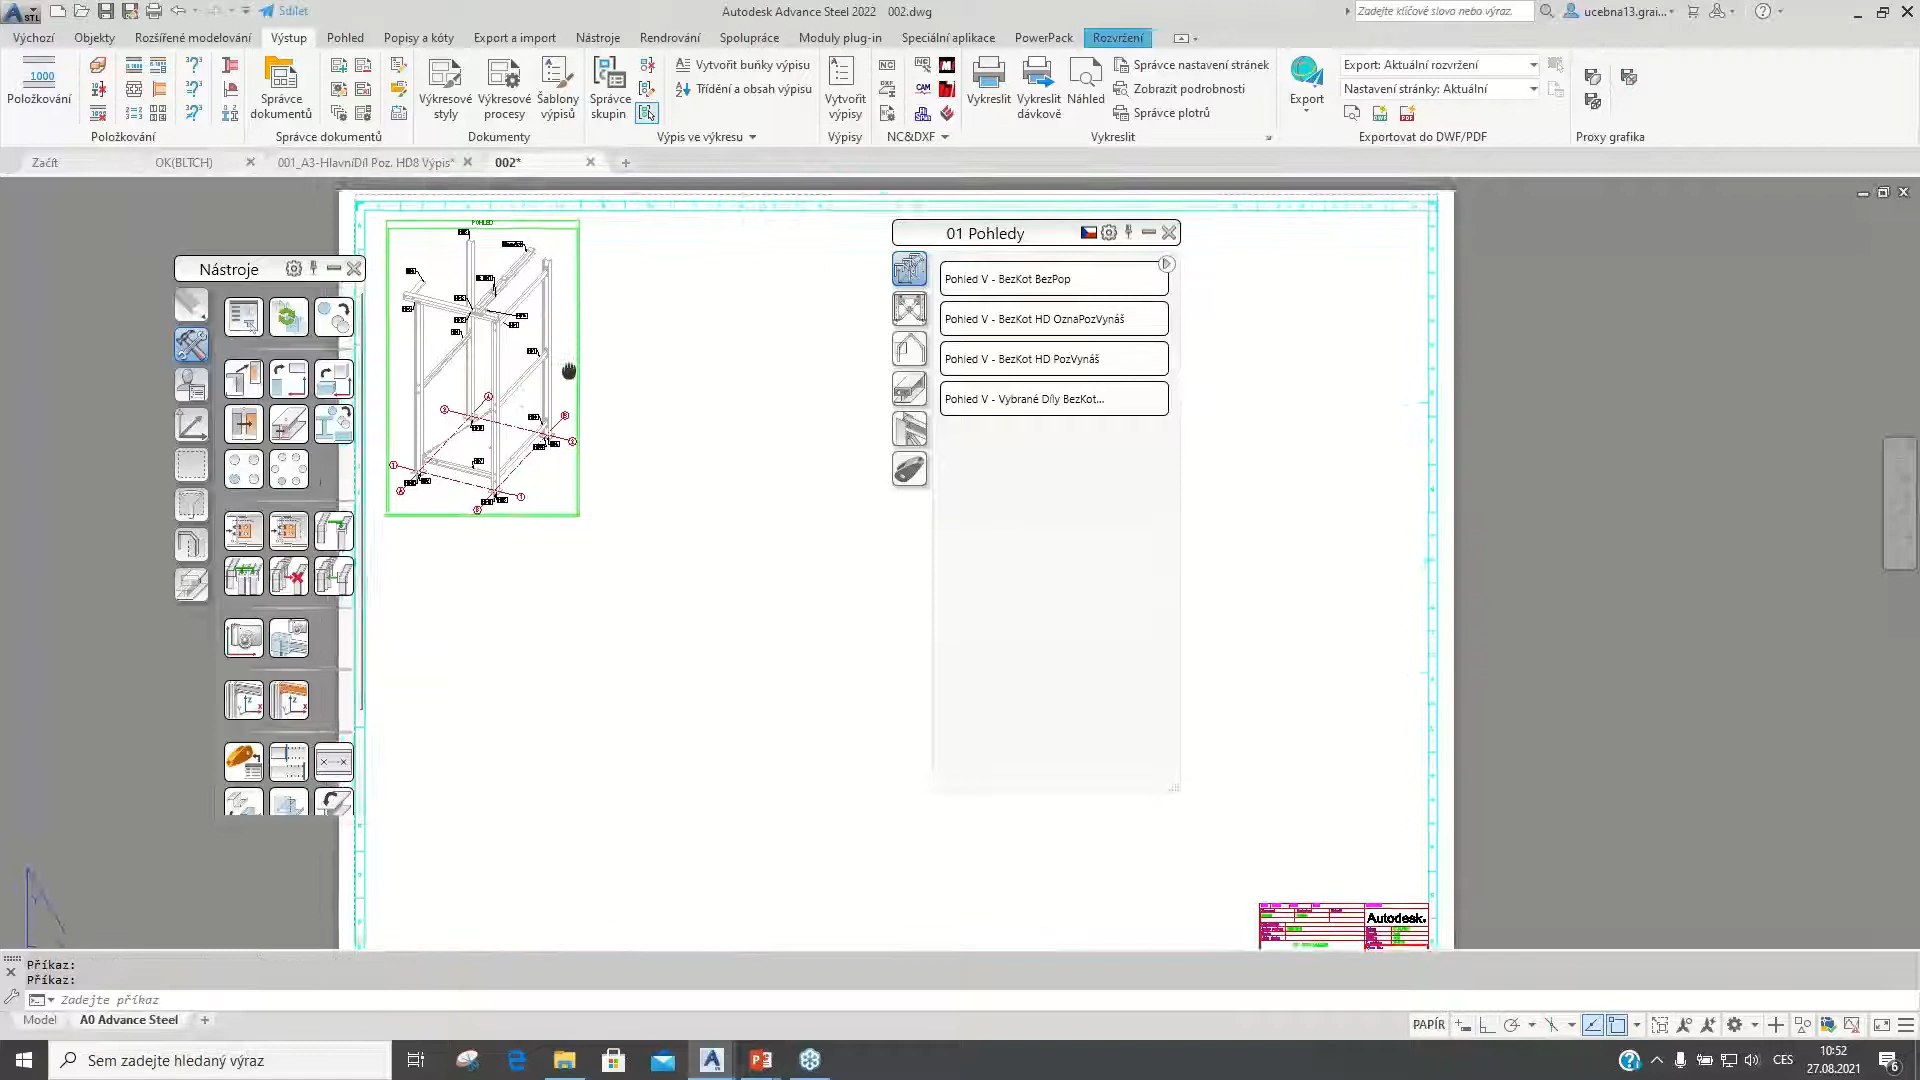 Sdílet
Autodesk Advance Steel 2022 002.dwg
Zadejte klíčové slovo nebo výraz.
ucebna13.grai...
STL
Výchozí
Objekty
Rozšířené modelování
Výstup
Pohled
Popisy a kóty
Export a import
Nástroje
Rendrování
Spolupráce
Moduly plug-in
Speciální aplikace
PowerPack
Rozvržení
1000
Položkování
Správce
dokumentů
Výkresové
styly
Výkresové
procesy
Šablony
výpisů
Správce
skupin
Vytvořit buňky výpisu
Třídění a obsah výpisu
Vytvořit
výpisy
NC
CAM
DXF
Vykreslit
Vykreslit
dávkově
Náhled
Správce nastavení stránek
Zobrazit podrobnosti
Správce plotrů
Export
Export: Aktuální rozvržení
Nastavení stránky: Aktuální
Položkování
Správce dokumentů
Dokumenty
Výpis ve výkresu
Výpisy
NC&DXF
Vykreslit
Exportovat do DWF/PDF
Proxy grafika
Začít
OK(BLTCH)
001_A3-HlavníDíl Poz. HD8 Výpis*
002*
POHLED
Nástroje
01 Pohledy
Pohled V - BezKot BezPop
Pohled V - BezKot HD OznaPozVynáš
Pohled V - BezKot HD PozVynáš
Pohled V - Vybrané Díly BezKot...
Autodesk.
Příkaz:
Příkaz:
Zadejte příkaz
Model
A0 Advance Steel
PAPÍR
Sem zadejte hledaný výraz
CES
10:52
27.08.2021
6